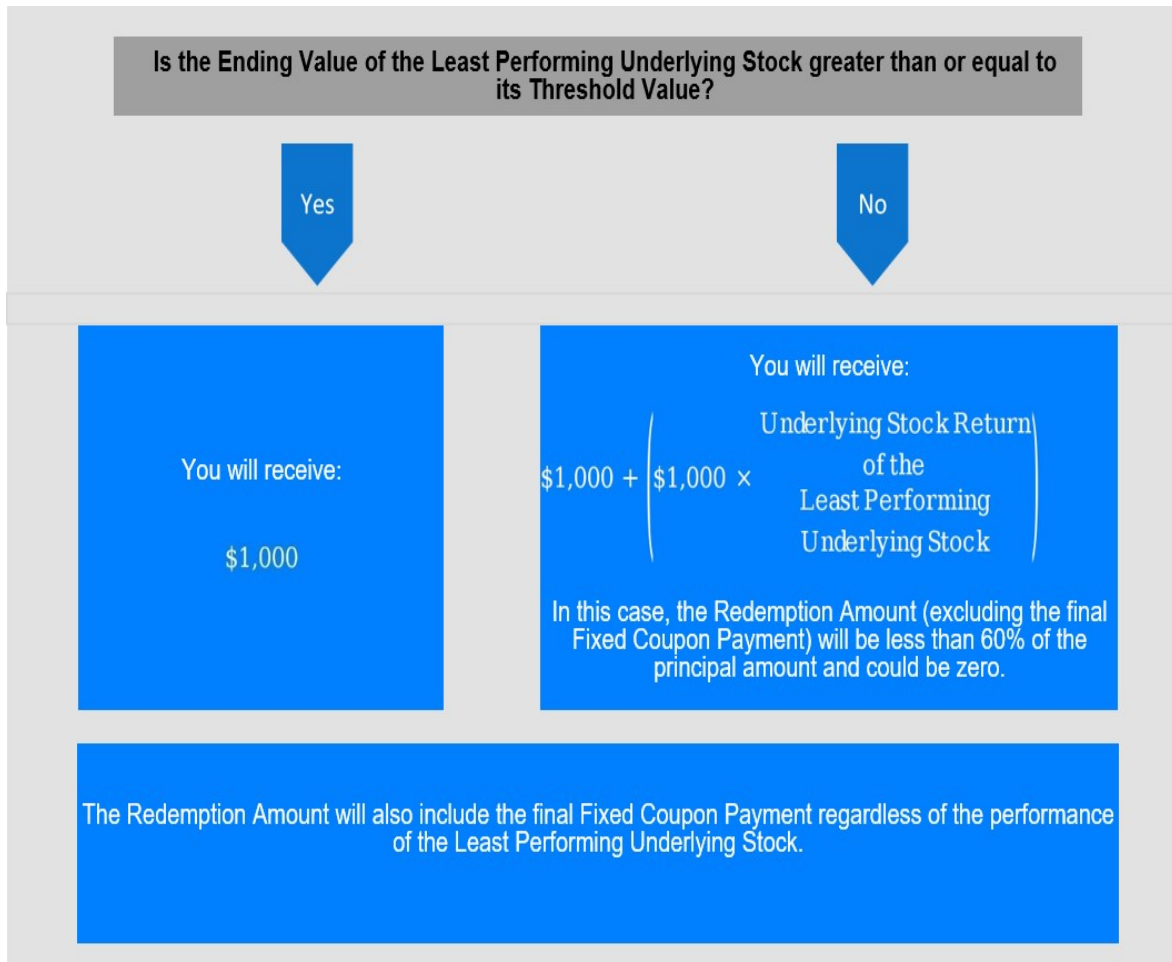 Is the Ending Value of the Least Performing Underlying Stock greater than or equal to
its Threshold Value?
Yes
No
You will receive:
$1,000
You will receive:
$1,000 + ($1,000 × Underlying Stock Return
of the
Least Performing
Underlying Stock)
In this case, the Redemption Amount (excluding the final
Fixed Coupon Payment) will be less than 60% of the
principal amount and could be zero.
The Redemption Amount will also include the final Fixed Coupon Payment regardless of the performance
of the Least Performing Underlying Stock.